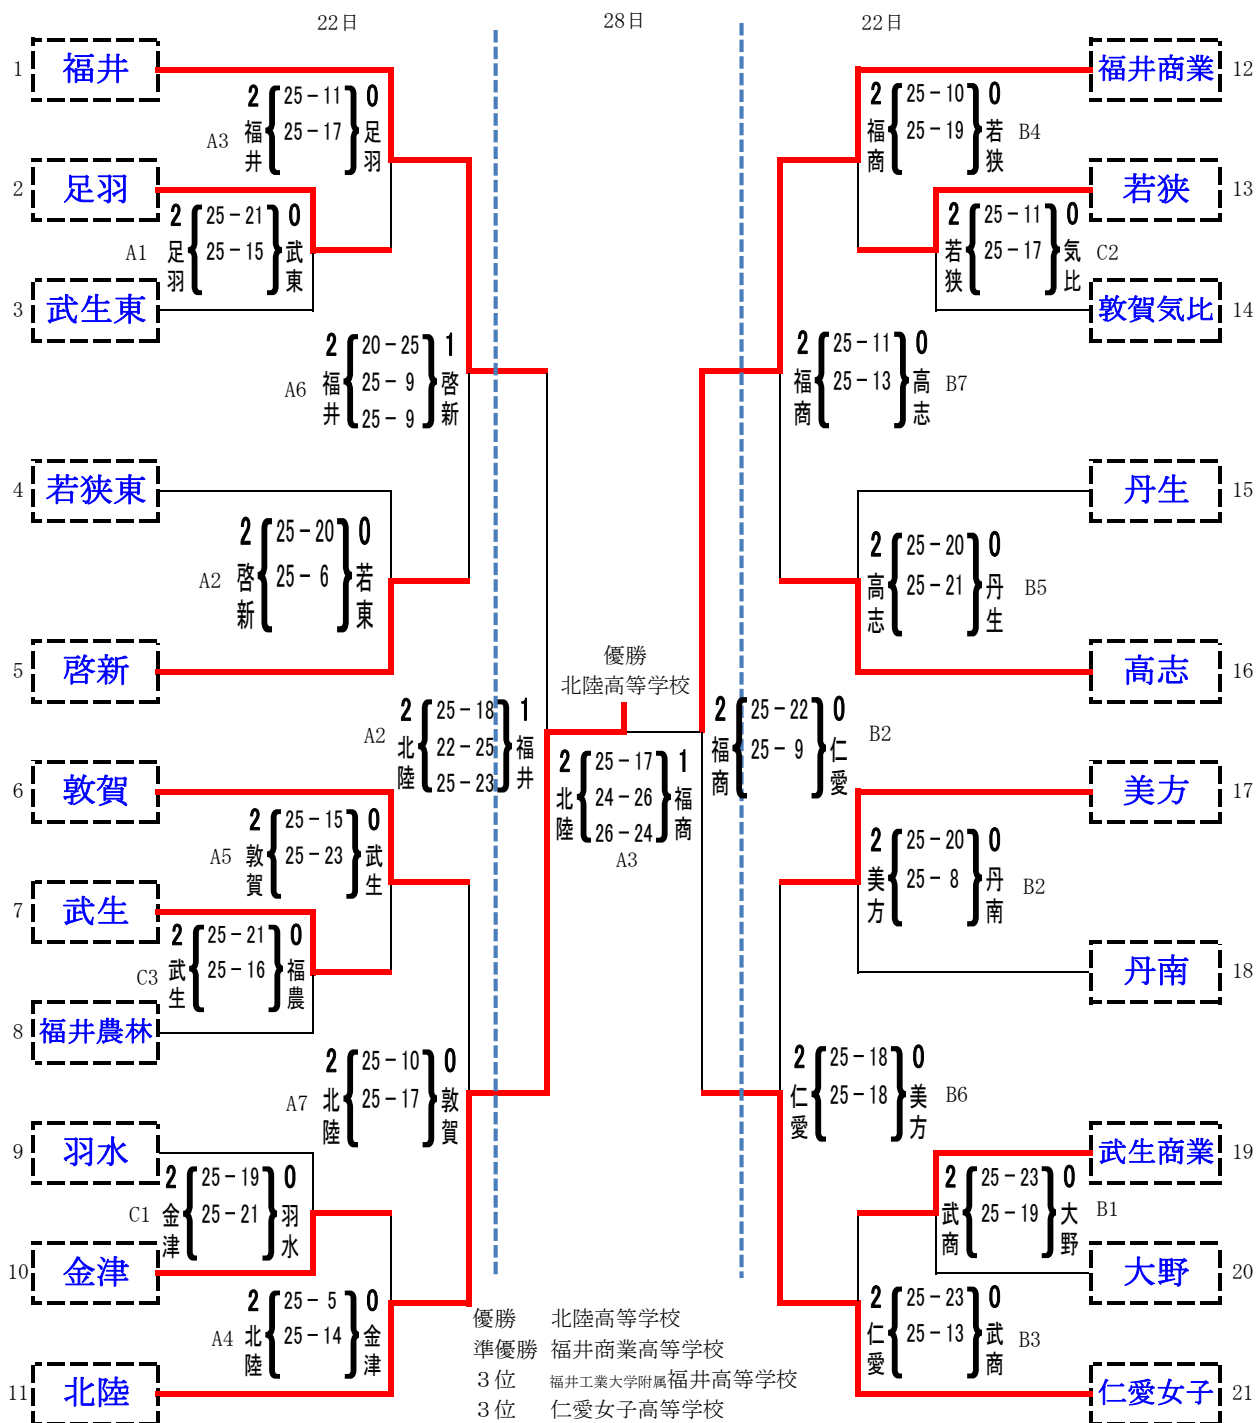 22日
28日
22日
1 福井
2 足羽
3 武生東
4 若狭東
5 啓新
6 敦賀
7 武生
8 福井農林
9 羽水
10 金津
11 北陸
福井商業 12
若狭 13
敦賀気比 14
丹生 15
高志 16
美方 17
丹南 18
武生商業 19
大野 20
仁愛女子 21
A3 2 福井 25-11 25-17 0 足羽
A1 2 足羽 25-21 25-15 0 武東
A6 2 福井 20-25 25-9 25-9 1 啓新
A2 2 啓新 25-20 25-6 0 若東
A2 2 北陸 25-18 22-25 25-23 1 福井
A5 2 敦賀 25-15 25-23 0 武生
C3 2 武生 25-21 25-16 0 福農
A7 2 北陸 25-10 25-17 0 敦賀
C1 2 金津 25-19 25-21 0 羽水
A4 2 北陸 25-5 25-14 0 金津
優勝
北陸高等学校
2 北陸 25-17 24-26 26-24 1 福商
A3
2 福商 25-10 25-19 0 若狭 B4
2 若狭 25-11 25-17 0 気比 C2
2 福商 25-11 25-13 0 高志 B7
2 高志 25-20 25-21 0 丹生 B5
2 福商 25-22 25-9 0 仁愛 B2
2 美方 25-20 25-8 0 丹南 B2
2 仁愛 25-18 25-18 0 美方 B6
2 武商 25-23 25-19 0 大野 B1
2 仁愛 25-23 25-13 0 武商 B3
優勝 北陸高等学校
準優勝 福井商業高等学校
3位 福井工業大学附属福井高等学校
3位 仁愛女子高等学校